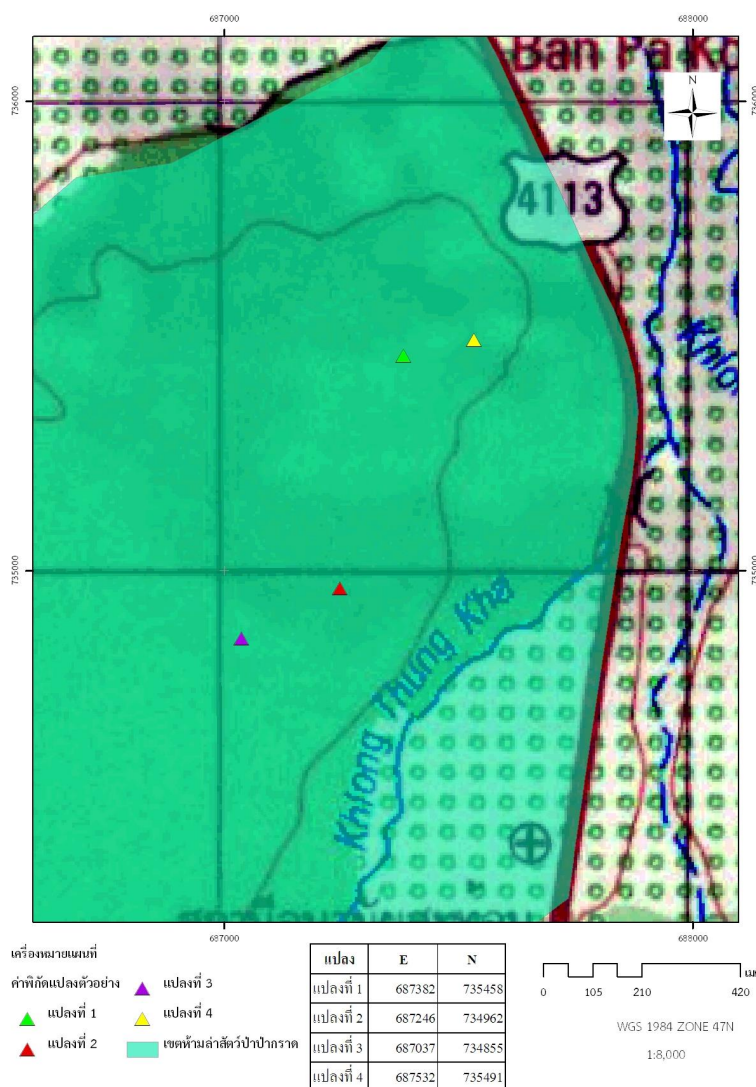 687000 688000
Ban Pa Ko
N
736000 736000
4113
Khlo
735000 735000
Khlong Thung Kha
687000 688000
เครื่องหมายแผนที่
ค่าพิกัดแปลงตัวอย่าง
แปลงที่ 1
แปลงที่ 2
แปลงที่ 3
แปลงที่ 4
เขตห้ามล่าสัตว์ป่าป่ากราด
แปลง E N
แปลงที่ 1 687382 735458
แปลงที่ 2 687246 734962
แปลงที่ 3 687037 734855
แปลงที่ 4 687532 735491
0 105 210 420
WGS 1984 ZONE 47N
1:8,000